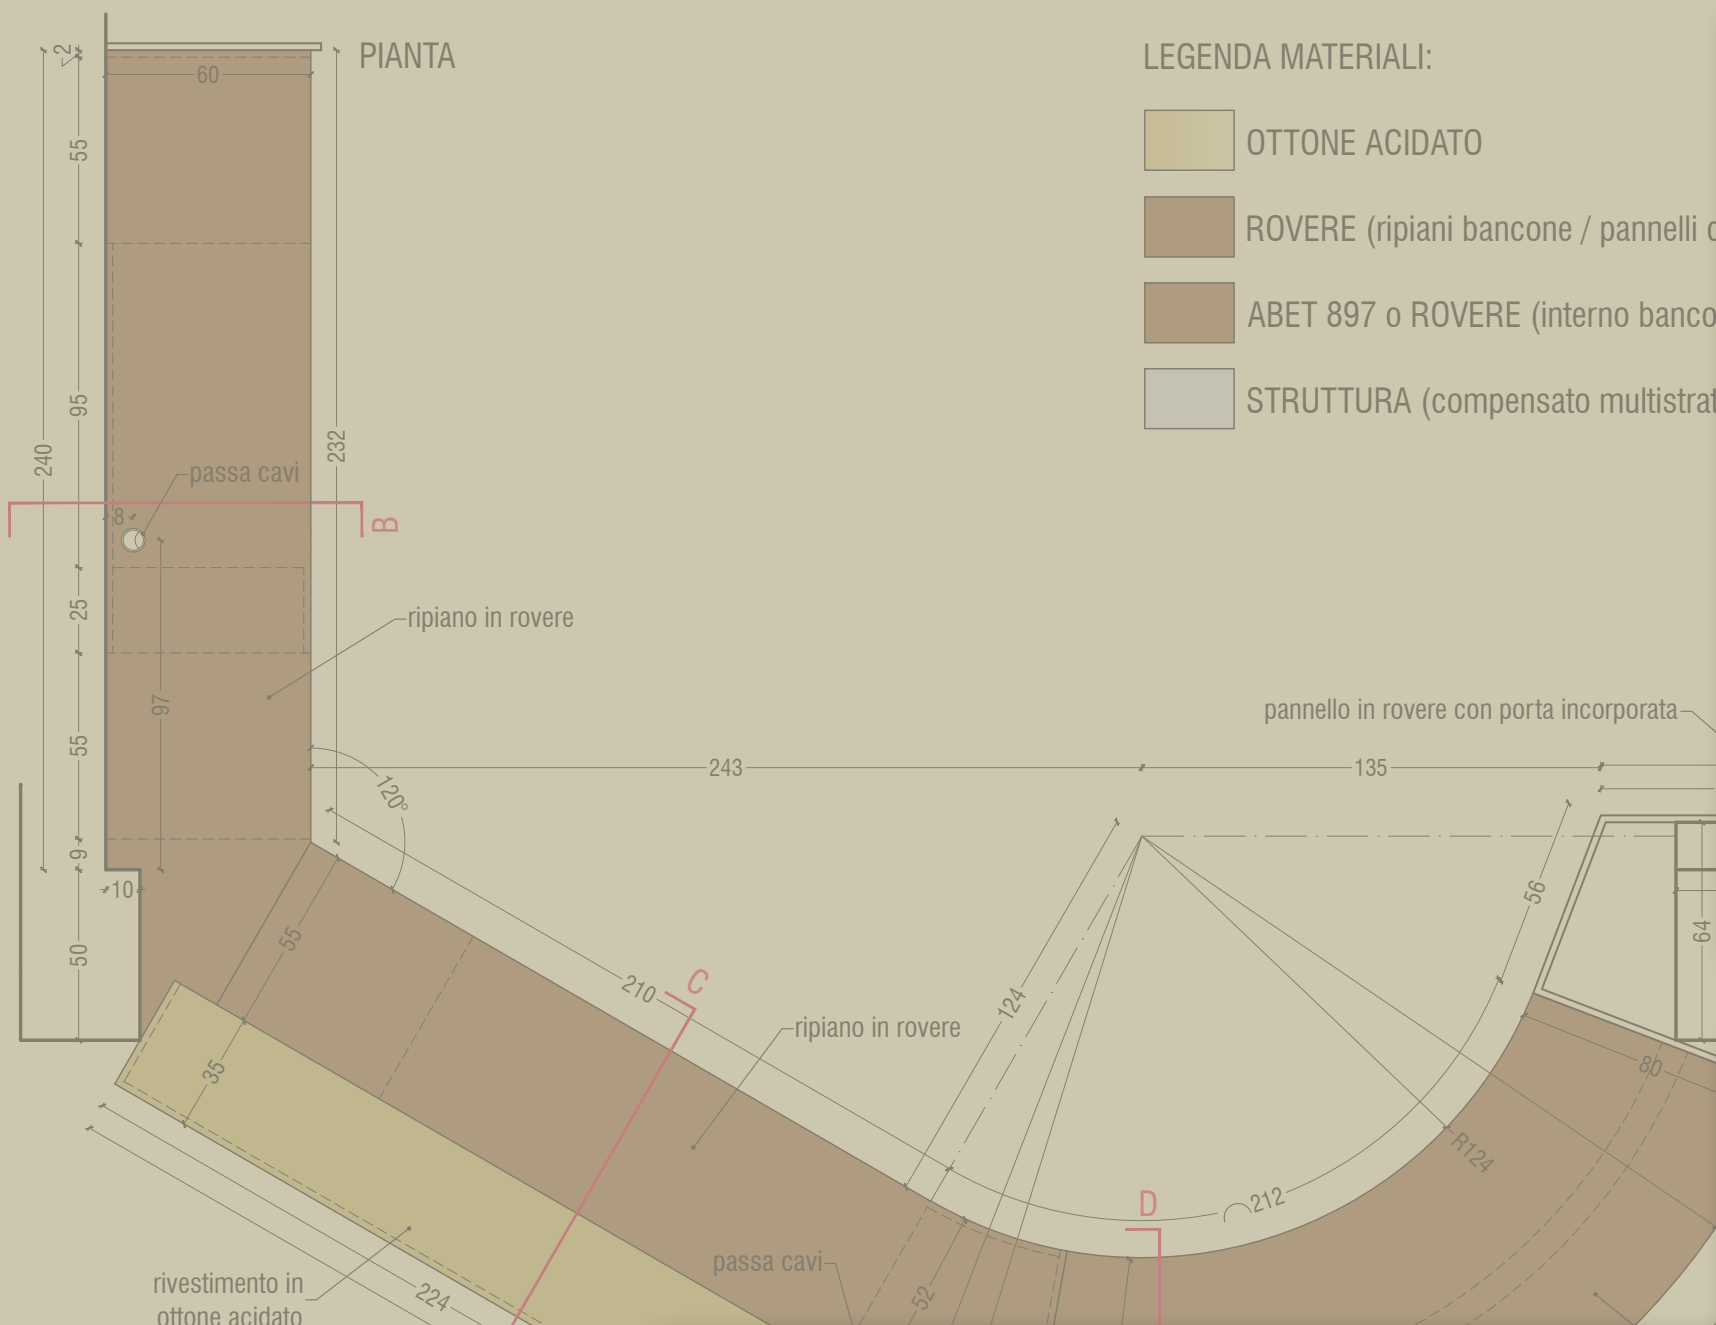 PIANTA
LEGENDA MATERIALI:
OTTONE ACIDATO
ROVERE (ripiani bancone / pannelli
ABET 897 o ROVERE (interno
STRUTTURA (compensato
2
60
55
95
240
232
passa cavi
8
B
25
ripiano in rovere
97
55
pannello in rovere con porta incorporata
243
135
120°
9
10
50
56
64
55
210
C
124
ripiano in rovere
35
80
R124
212
D
passa cavi
52
224
rivestimento in
ottone acidato